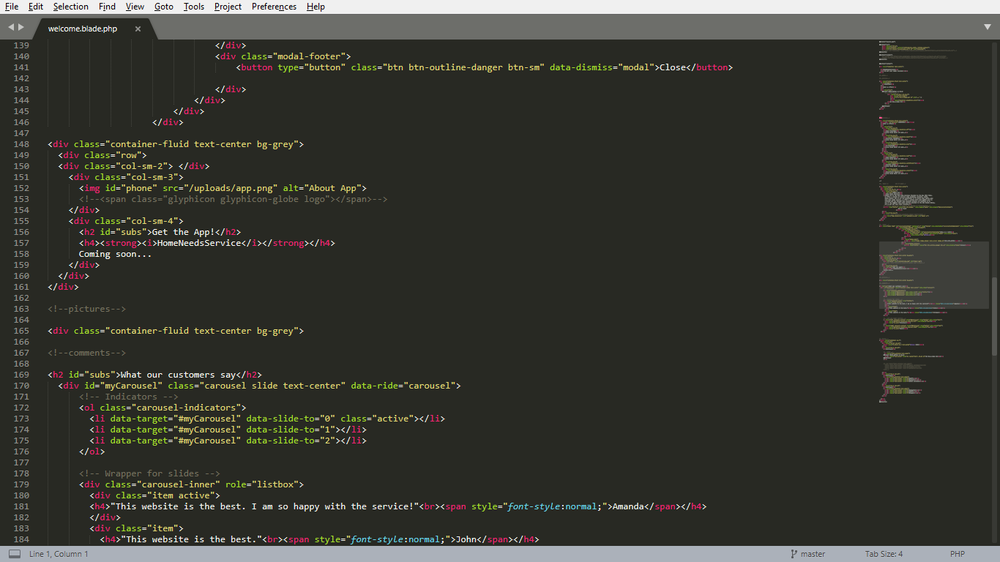 File Edit Selection Find View Goto Tools Project Preferences Help
welcome.blade.php ×
139 </div>
140 <div class="modal-footer">
141 <button type="button" class="btn btn-outline-danger btn-sm" data-dismiss="modal">Close</button>
142
143 </div>
144 </div>
145 </div>
146 </div>
147
148 <div class="container-fluid text-center bg-grey">
149 <div class="row">
150 <div class="col-sm-2"> </div>
151 <div class="col-sm-3">
152 <img id="phone" src="/uploads/app.png" alt="About App">
153 <!--<span class="glyphicon glyphicon-globe logo"></span>-->
154 </div>
155 <div class="col-sm-4">
156 <h2 id="subs">Get the App!</h2>
157 <h4><strong><i>HomeNeedsService</i></strong></h4>
158 Coming soon...
159 </div>
160 </div>
161 </div>
162
163 <!--pictures-->
164
165 <div class="container-fluid text-center bg-grey">
166
167 <!--comments-->
168
169 <h2 id="subs">What our customers say</h2>
170 <div id="myCarousel" class="carousel slide text-center" data-ride="carousel">
171 <!-- Indicators -->
172 <ol class="carousel-indicators">
173 <li data-target="#myCarousel" data-slide-to="0" class="active"></li>
174 <li data-target="#myCarousel" data-slide-to="1"></li>
175 <li data-target="#myCarousel" data-slide-to="2"></li>
176 </ol>
177
178 <!-- Wrapper for slides -->
179 <div class="carousel-inner" role="listbox">
180 <div class="item active">
181 <h4>"This website is the best. I am so happy with the service!"<br><span style="font-style:normal;">Amanda</span></h4>
182 </div>
183 <div class="item">
184 <h4>"This website is the best."<br><span style="font-style:normal;">John</span></h4>
Line 1, Column 1 master Tab Size: 4 PHP